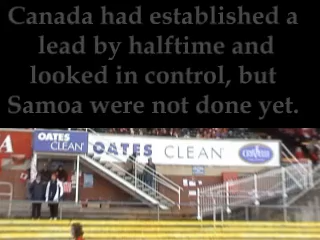 Canada had established a
lead by halftime and
looked in control, but
Samoa were not done yet.
OATES
CLEAN
OATES CLEAN